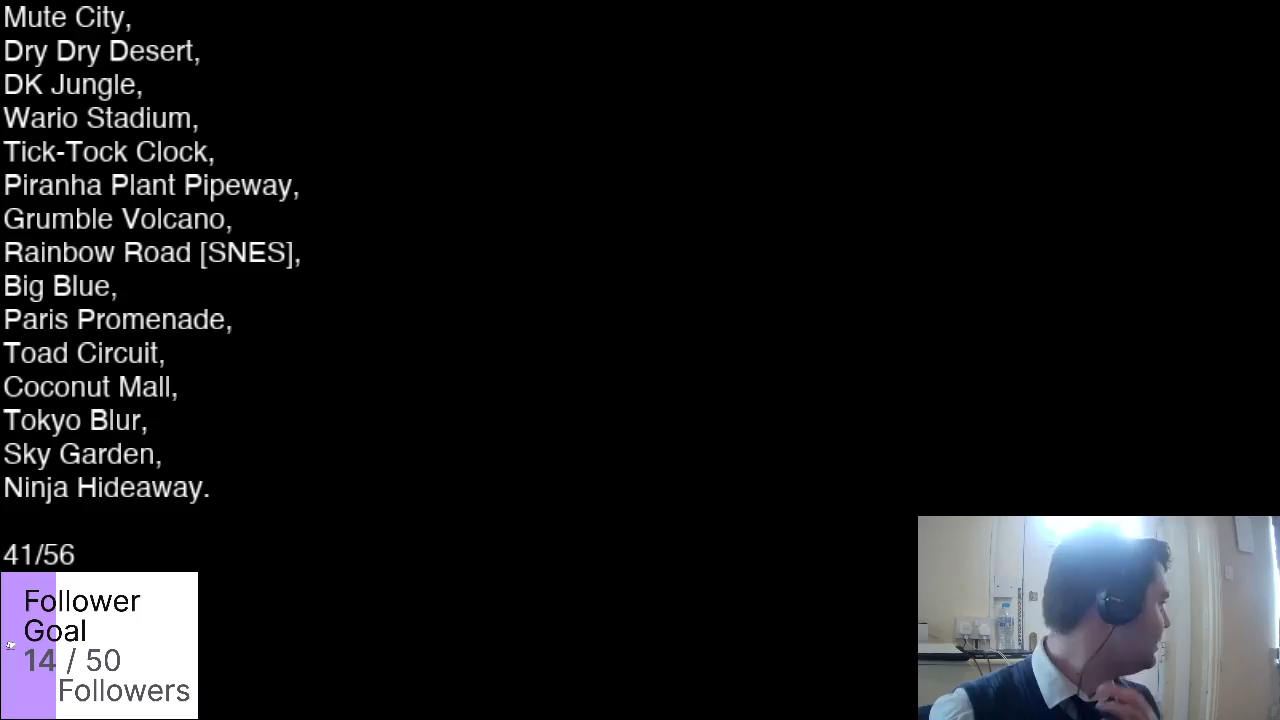 Mute City,
Dry Dry Desert,
DK Jungle,
Wario Stadium,
Tick-Tock Clock,
Piranha Plant Pipeway,
Grumble Volcano,
Rainbow Road [SNES],
Big Blue,
Paris Promenade,
Toad Circuit,
Coconut Mall,
Tokyo Blur,
Sky Garden,
Ninja Hideaway.
41/56
Follower
Goal
14 / 50
Followers